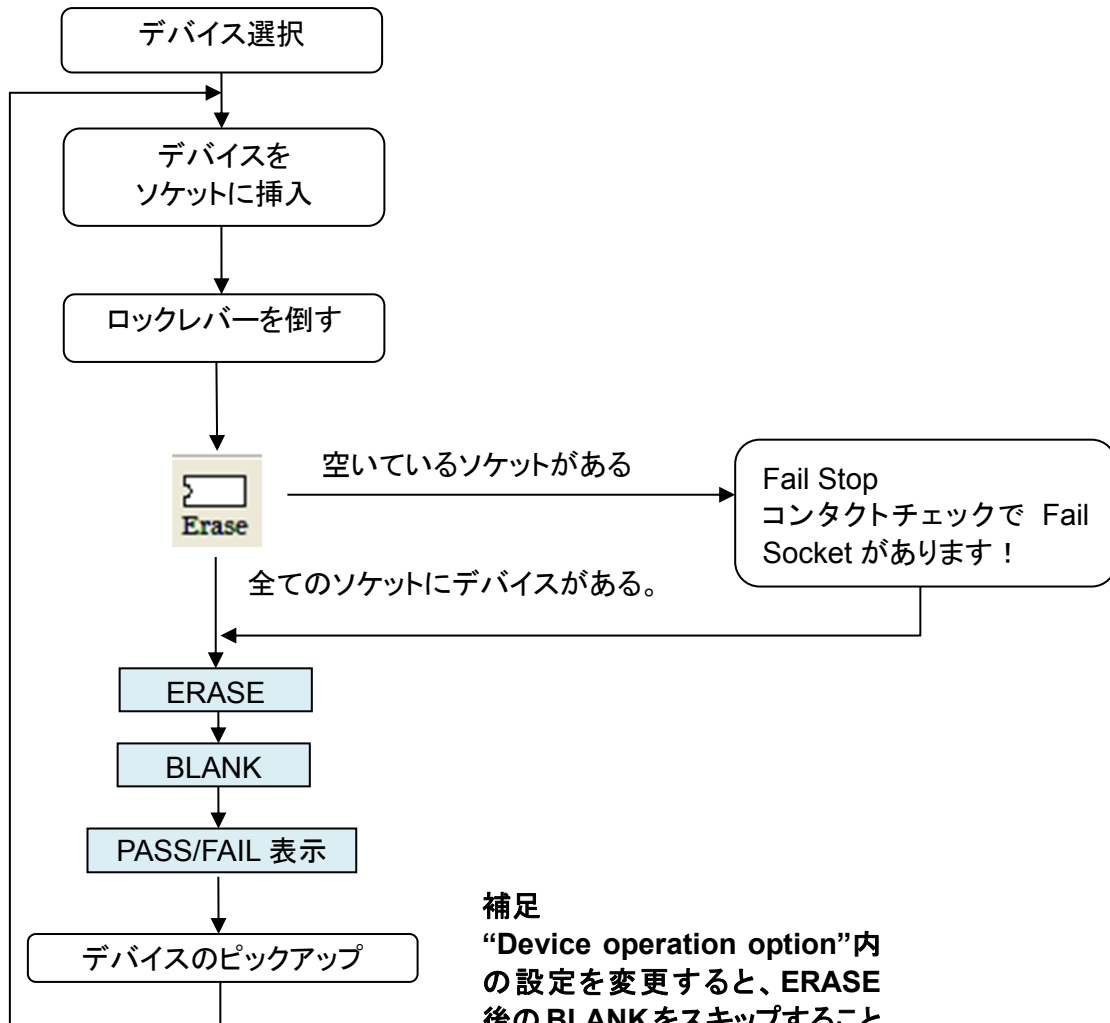 デバイス選択
デバイスを
ソケットに挿入
ロックレバーを倒す
Erase
空いているソケットがある
Fail Stop
コンタクトチェックで Fail
Socket があります！
全てのソケットにデバイスがある。
ERASE
BLANK
PASS/FAIL 表示
デバイスのピックアップ
補足
“Device operation option”内
の設定を変更すると、ERASE
後の BLANK をスキップすること